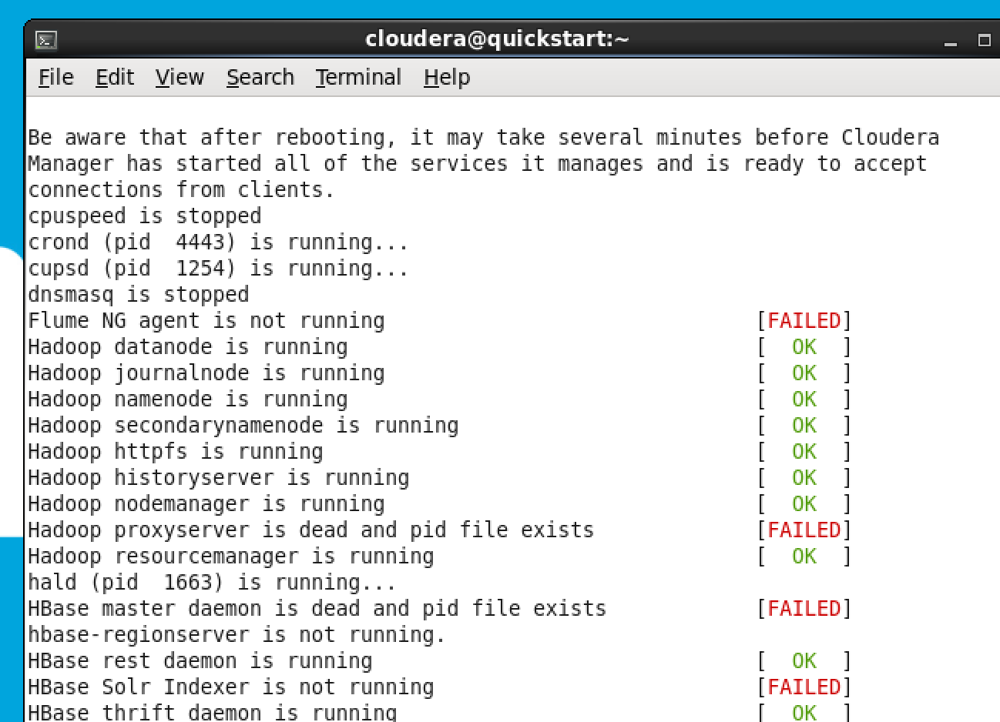 cloudera@quickstart:~
File Edit View Search Terminal Help
Be aware that after rebooting, it may take several minutes before Cloudera
Manager has started all of the services it manages and is ready to accept
connections from clients.
cpuspeed is stopped
crond (pid  4443) is running...
cupsd (pid  1254) is running...
dnsmasq is stopped
Flume NG agent is not running                              [FAILED]
Hadoop datanode is running                                 [  OK  ]
Hadoop journalnode is running                              [  OK  ]
Hadoop namenode is running                                 [  OK  ]
Hadoop secondarynamenode is running                        [  OK  ]
Hadoop httpfs is running                                   [  OK  ]
Hadoop historyserver is running                            [  OK  ]
Hadoop nodemanager is running                              [  OK  ]
Hadoop proxyserver is dead and pid file exists             [FAILED]
Hadoop resourcemanager is running                          [  OK  ]
hald (pid  1663) is running...
HBase master daemon is dead and pid file exists            [FAILED]
hbase-regionserver is not running.
HBase rest daemon is running                               [  OK  ]
HBase Solr Indexer is not running                          [FAILED]
HBase thrift daemon is running                             [  OK  ]